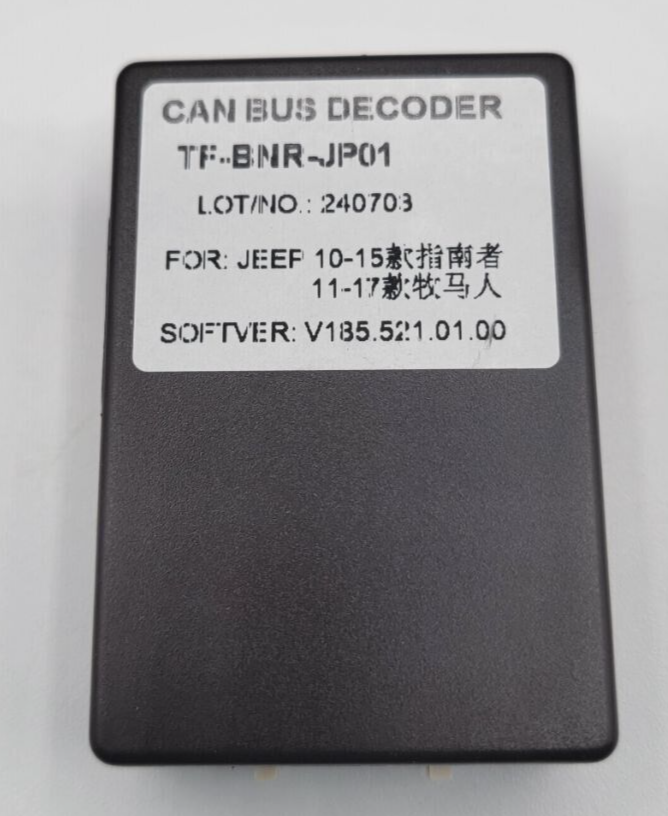 CAN BUS DECODER
TF-BNR-JP01
LOT/NO.: 240703
FOR: JEEP 10-15款指南者
11-17款牧马人
SOFTVER: V185.521.01.00